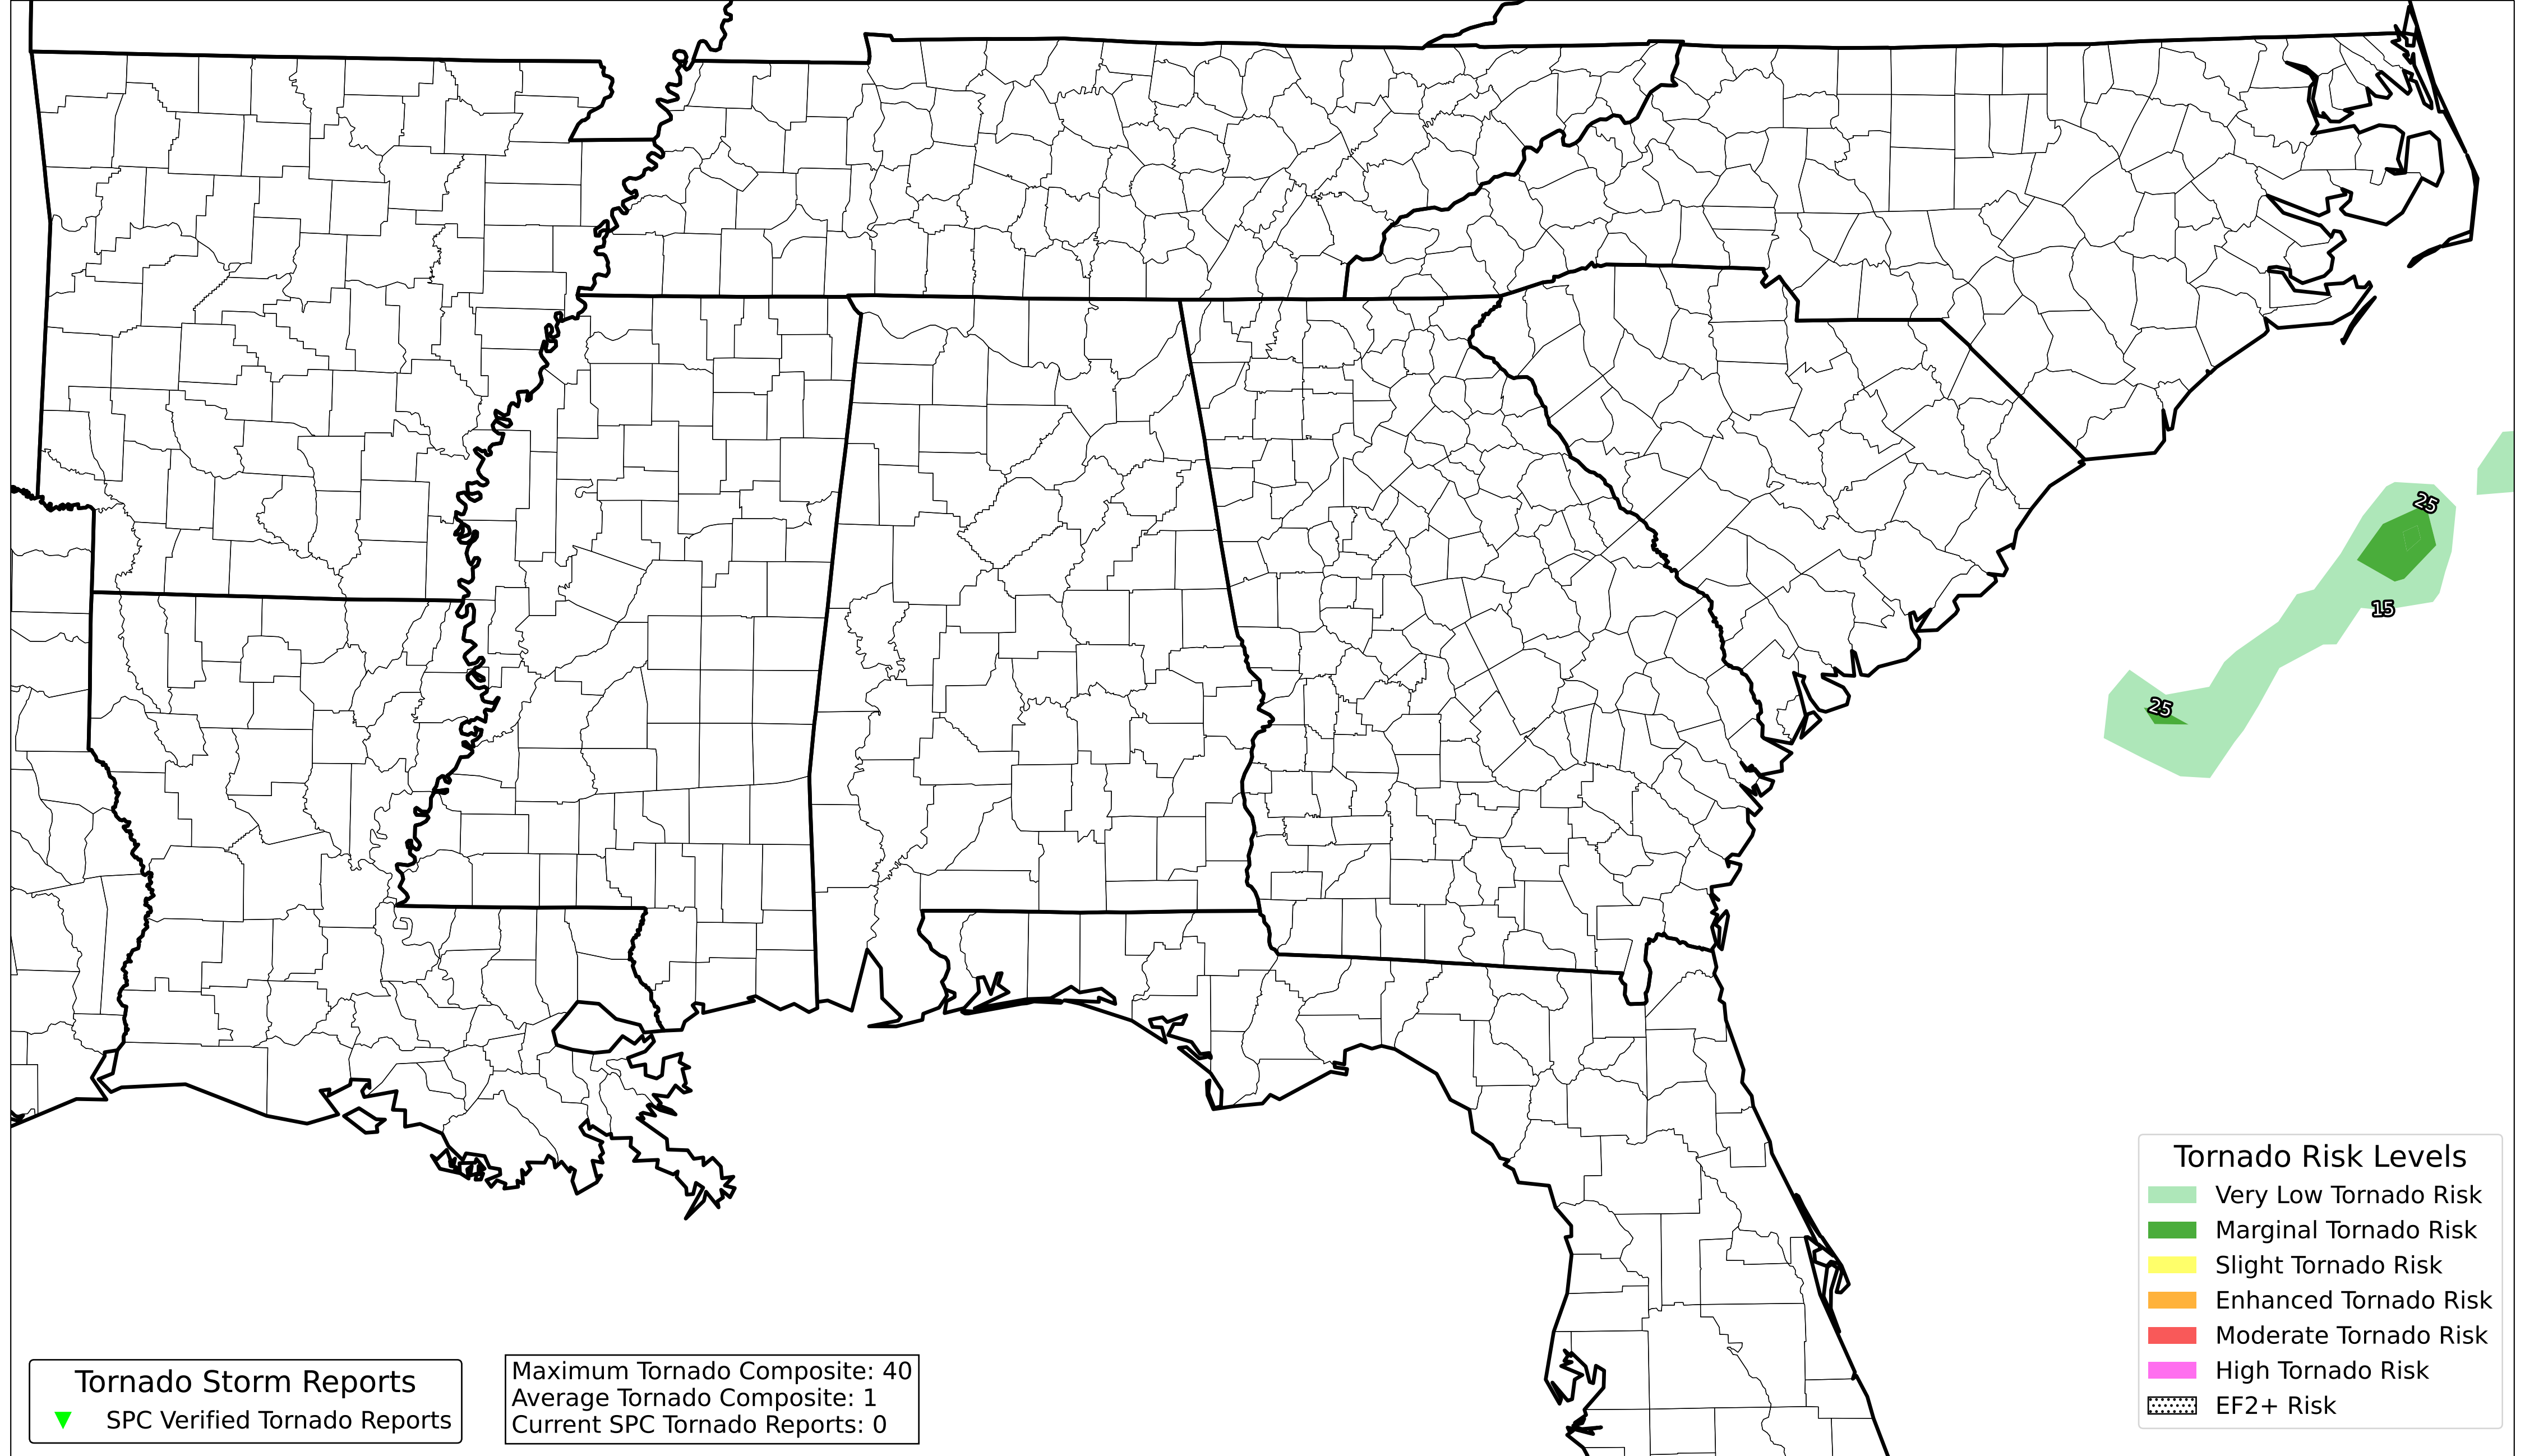 25
15
25
Tornado Risk Levels
Very Low Tornado Risk
Marginal Tornado Risk
Slight Tornado Risk
Enhanced Tornado Risk
Moderate Tornado Risk
High Tornado Risk
EF2+ Risk
Tornado Storm Reports
SPC Verified Tornado Reports
Maximum Tornado Composite: 40
Average Tornado Composite: 1
Current SPC Tornado Reports: 0